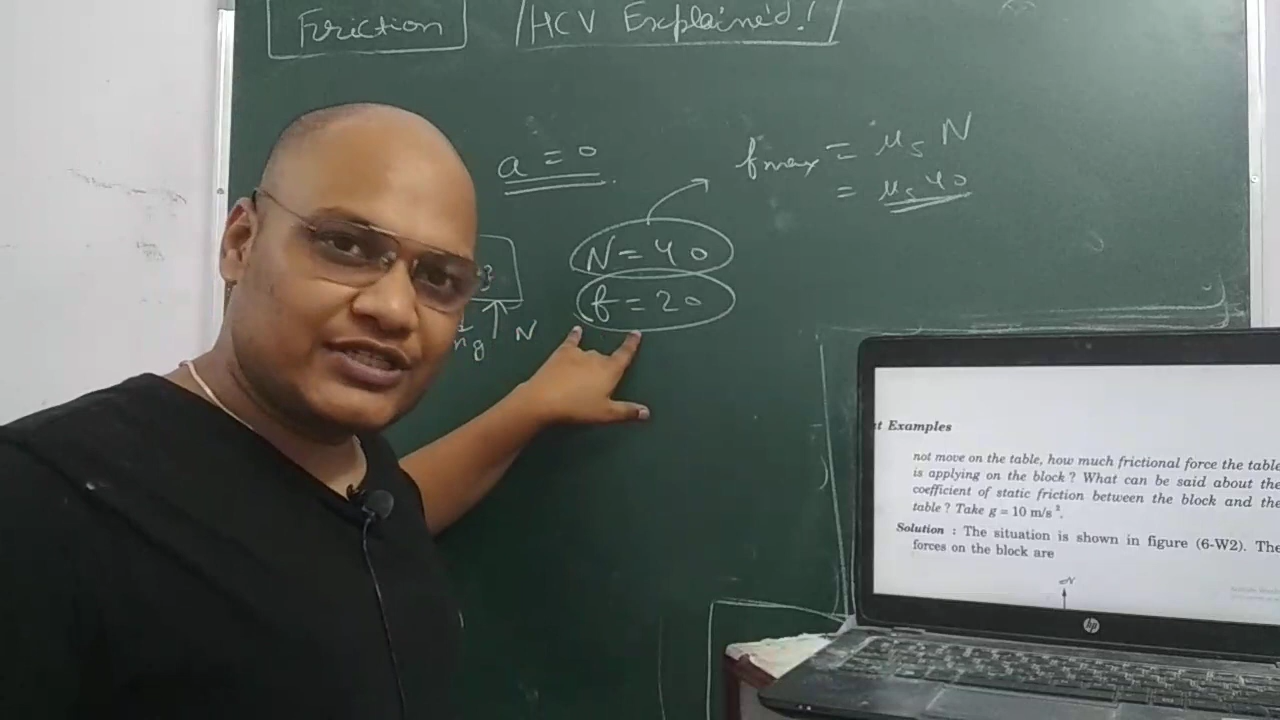 Friction
HCV Explained!
a = 0
fmax = μs N
= μs 40
N = 40
f = 20
mg
N
t Examples
not move on the table, how much frictional force the table
is applying on the block ? What can be said about the
coefficient of static friction between the block and the
table ? Take g = 10 m/s².
Solution : The situation is shown in figure (6-W2). The
forces on the block are
N
hp